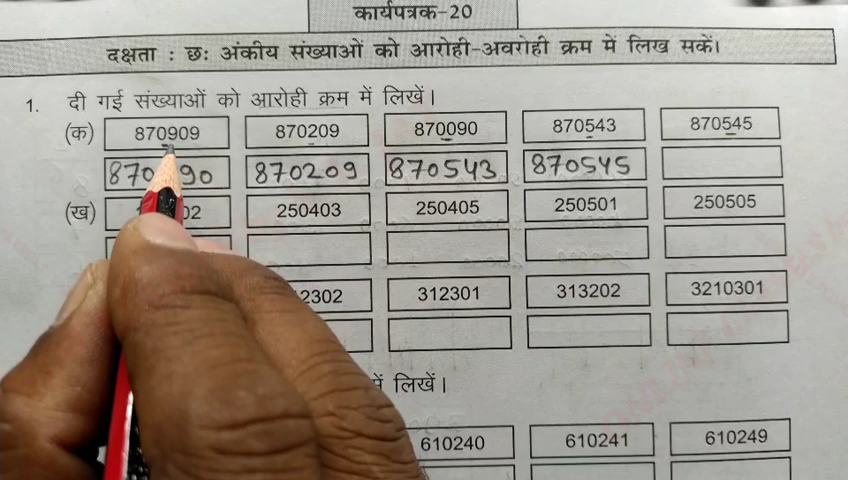 कार्यपत्रक-20
दक्षता : छः अंकीय संख्याओं को आरोही-अवरोही क्रम में लिख सकें।
1. दी गई संख्याओं को आरोही क्रम में लिखें।
(क) 870909 870209 870090 870543 870545
870209 870543 870545
(ख) 250403 250405 250501 250505
312301 313202 3210301
में लिखें।
610240 610241 610249